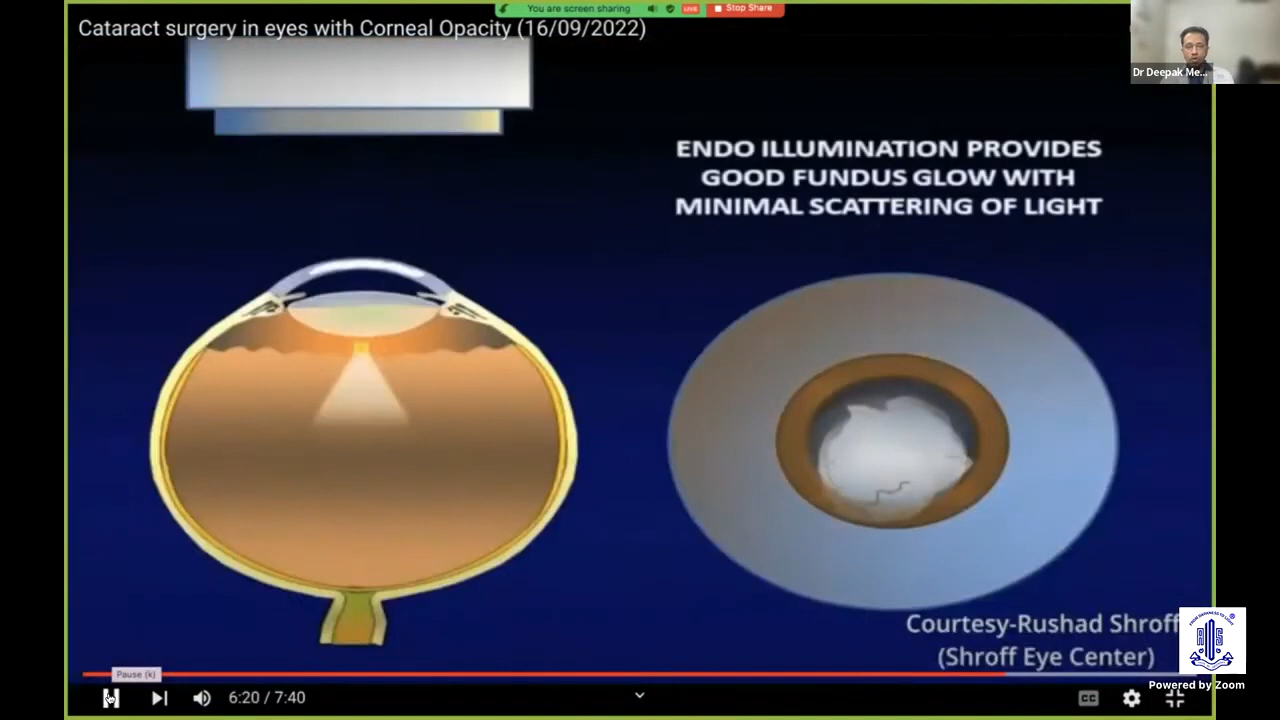 You are screen sharing
LIVE
Stop Share
Cataract surgery in eyes with Corneal Opacity (16/09/2022)
Dr Deepak Me...
ENDO ILLUMINATION PROVIDES
GOOD FUNDUS GLOW WITH
MINIMAL SCATTERING OF LIGHT
Courtesy-Rushad Shroff
(Shroff Eye Center)
Pause (k)
6:20 / 7:40
CC
Powered by Zoom